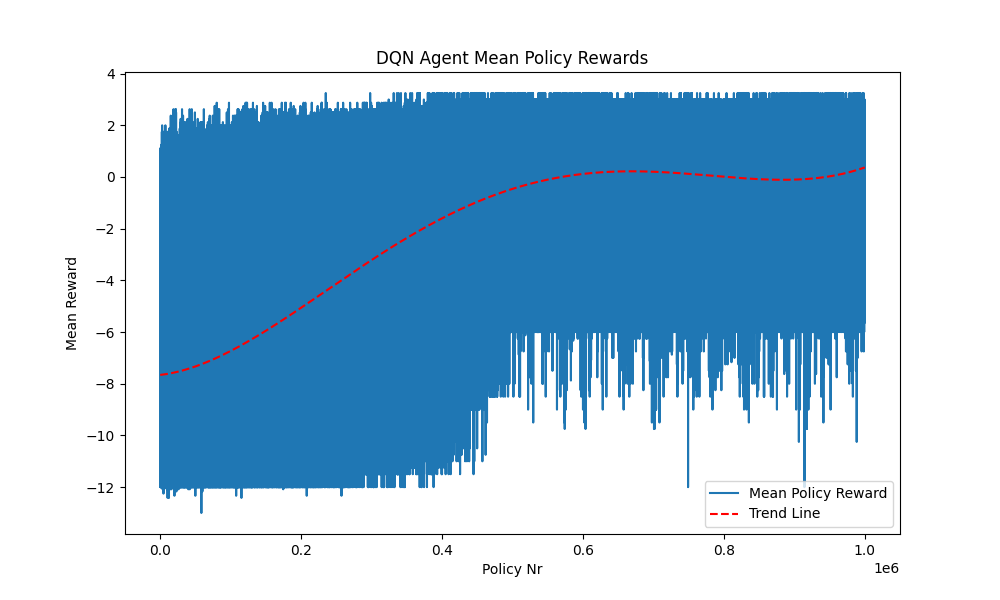 DQN Agent Mean Policy Rewards
4
2
0
−2
−4
−6
−8
−10
−12
Mean Reward
0.0 0.2 0.4 0.6 0.8 1.0
1e6
Policy Nr
Mean Policy Reward
Trend Line